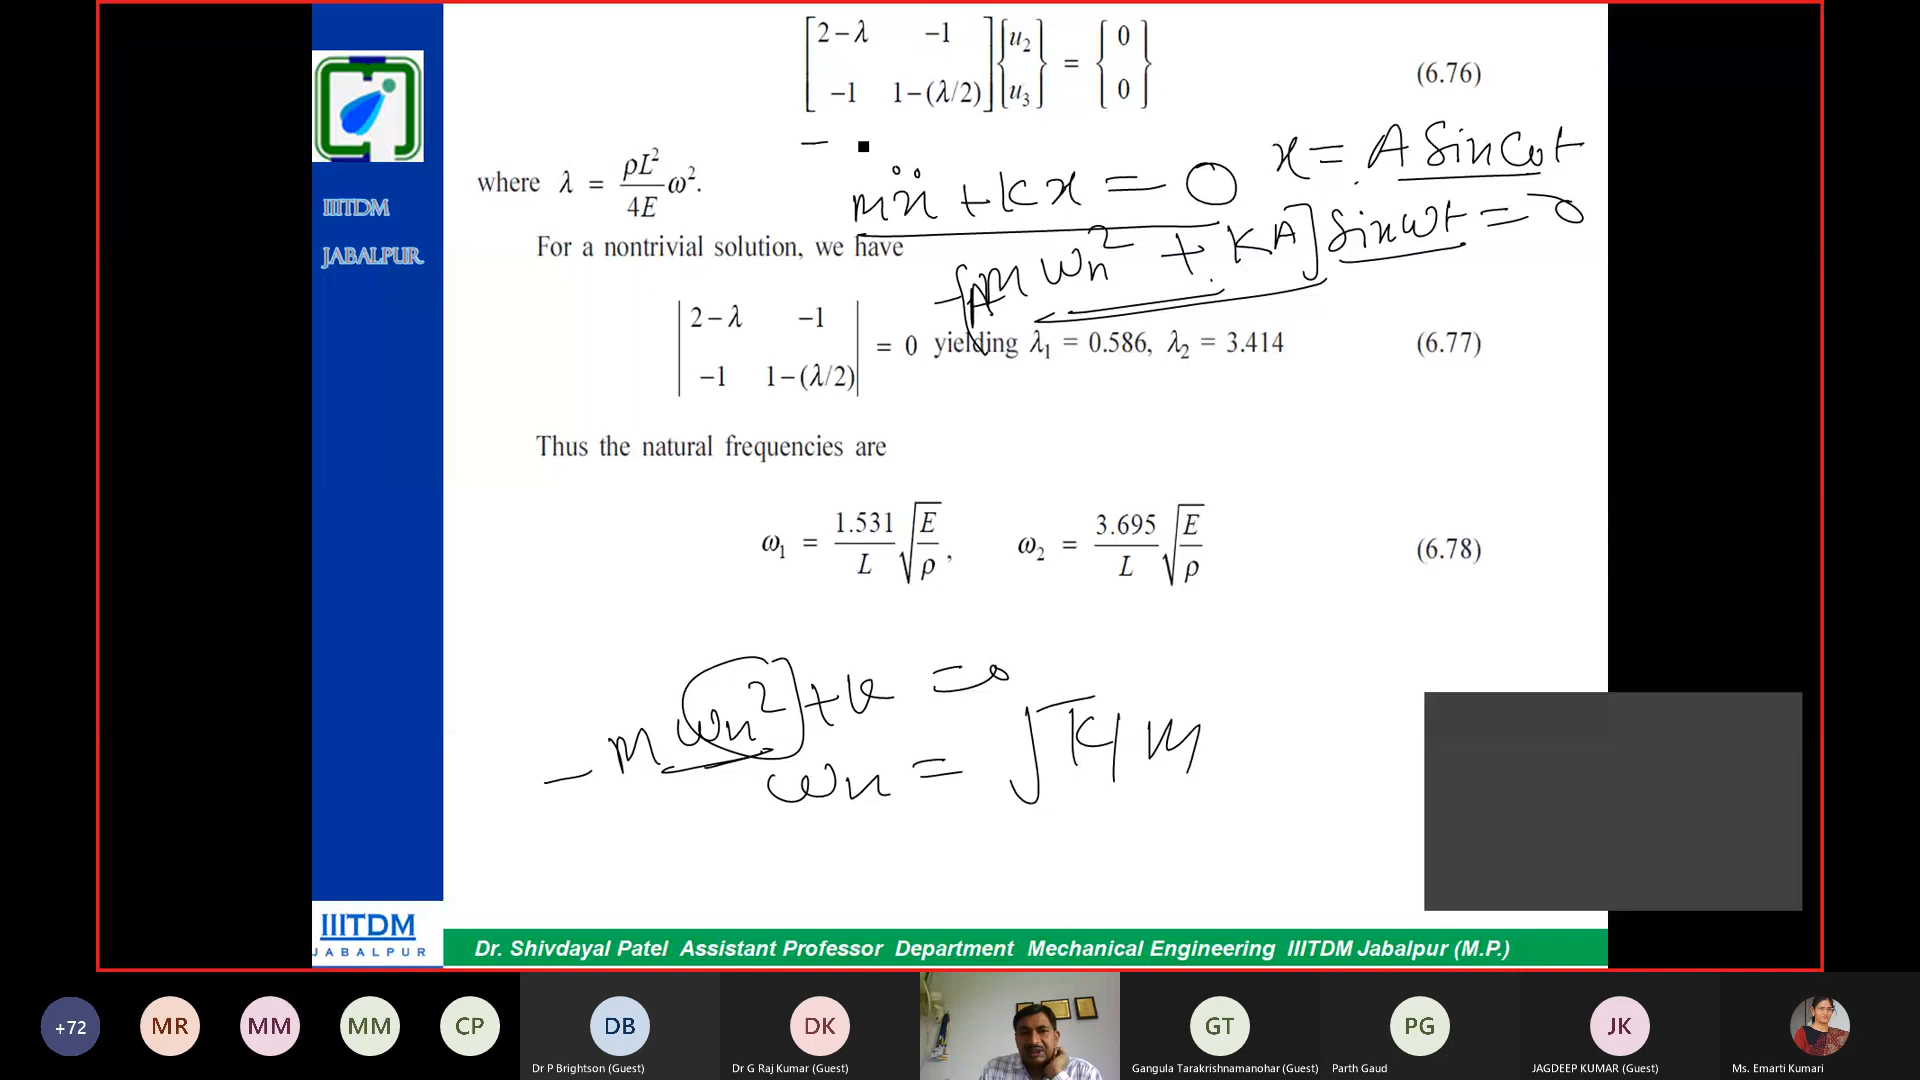 [2-λ -1; -1 1-(λ/2)] {u₂; u₃} = {0; 0} (6.76)
where λ = ρL²/4E ω².
mẍ + Kx = 0
x = A Sin ωt
IIITDM
JABALPUR
For a nontrivial solution, we have
mωn² + KA] Sin ωt = 0
|2-λ -1; -1 1-(λ/2)| = 0 yielding λ₁ = 0.586, λ₂ = 3.414 (6.77)
Thus the natural frequencies are
ω₁ = 1.531/L √(E/ρ), ω₂ = 3.695/L √(E/ρ) (6.78)
- mωn² + k = 0
ωn = √K/M
IIITDM
JABALPUR
Dr. Shivdayal Patel Assistant Professor Department Mechanical Engineering IIITDM Jabalpur (M.P.)
+72
MR
MM
MM
CP
DB
DK
GT
PG
JK
Dr P Brightson (Guest)
Dr G Raj Kumar (Guest)
Gangula Tarakrishnamanohar (Guest)
Parth Gaud
JAGDEEP KUMAR (Guest)
Ms. Emarti Kumari